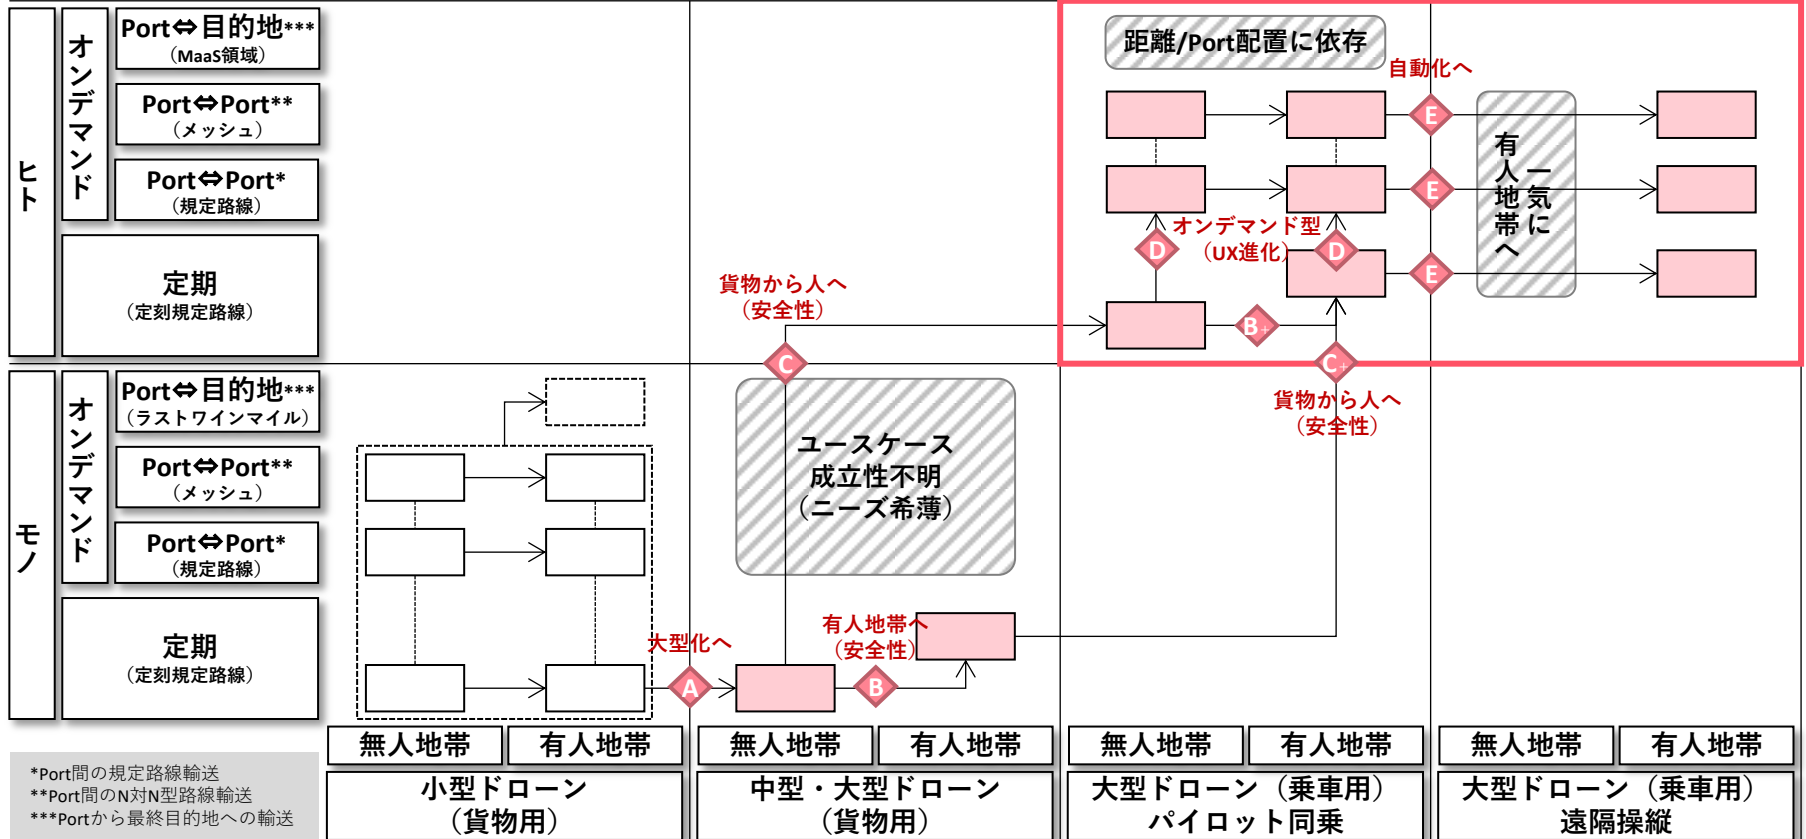 ヒト
オンデマンド
Port⇔目的地***
（MaaS領域）
Port⇔Port**
（メッシュ）
Port⇔Port*
（規定路線）
定期
（定刻規定路線）
距離/Port配置に依存
自動化へ
E
E
E
一気に
有人地帯へ
オンデマンド型
（UX進化）
D
D
B+
貨物から人へ
（安全性）
C
C+
貨物から人へ
（安全性）
モノ
オンデマンド
Port⇔目的地***
（ラストワインマイル）
Port⇔Port**
（メッシュ）
Port⇔Port*
（規定路線）
定期
（定刻規定路線）
ユースケース
成立性不明
（ニーズ希薄）
大型化へ
A
有人地帯へ
（安全性）
B
無人地帯
有人地帯
無人地帯
有人地帯
無人地帯
有人地帯
無人地帯
有人地帯
小型ドローン
（貨物用）
中型・大型ドローン
（貨物用）
大型ドローン（乗車用）
パイロット同乗
大型ドローン（乗車用）
遠隔操縦
*Port間の規定路線輸送
**Port間のN対N型路線輸送
***Portから最終目的地への輸送